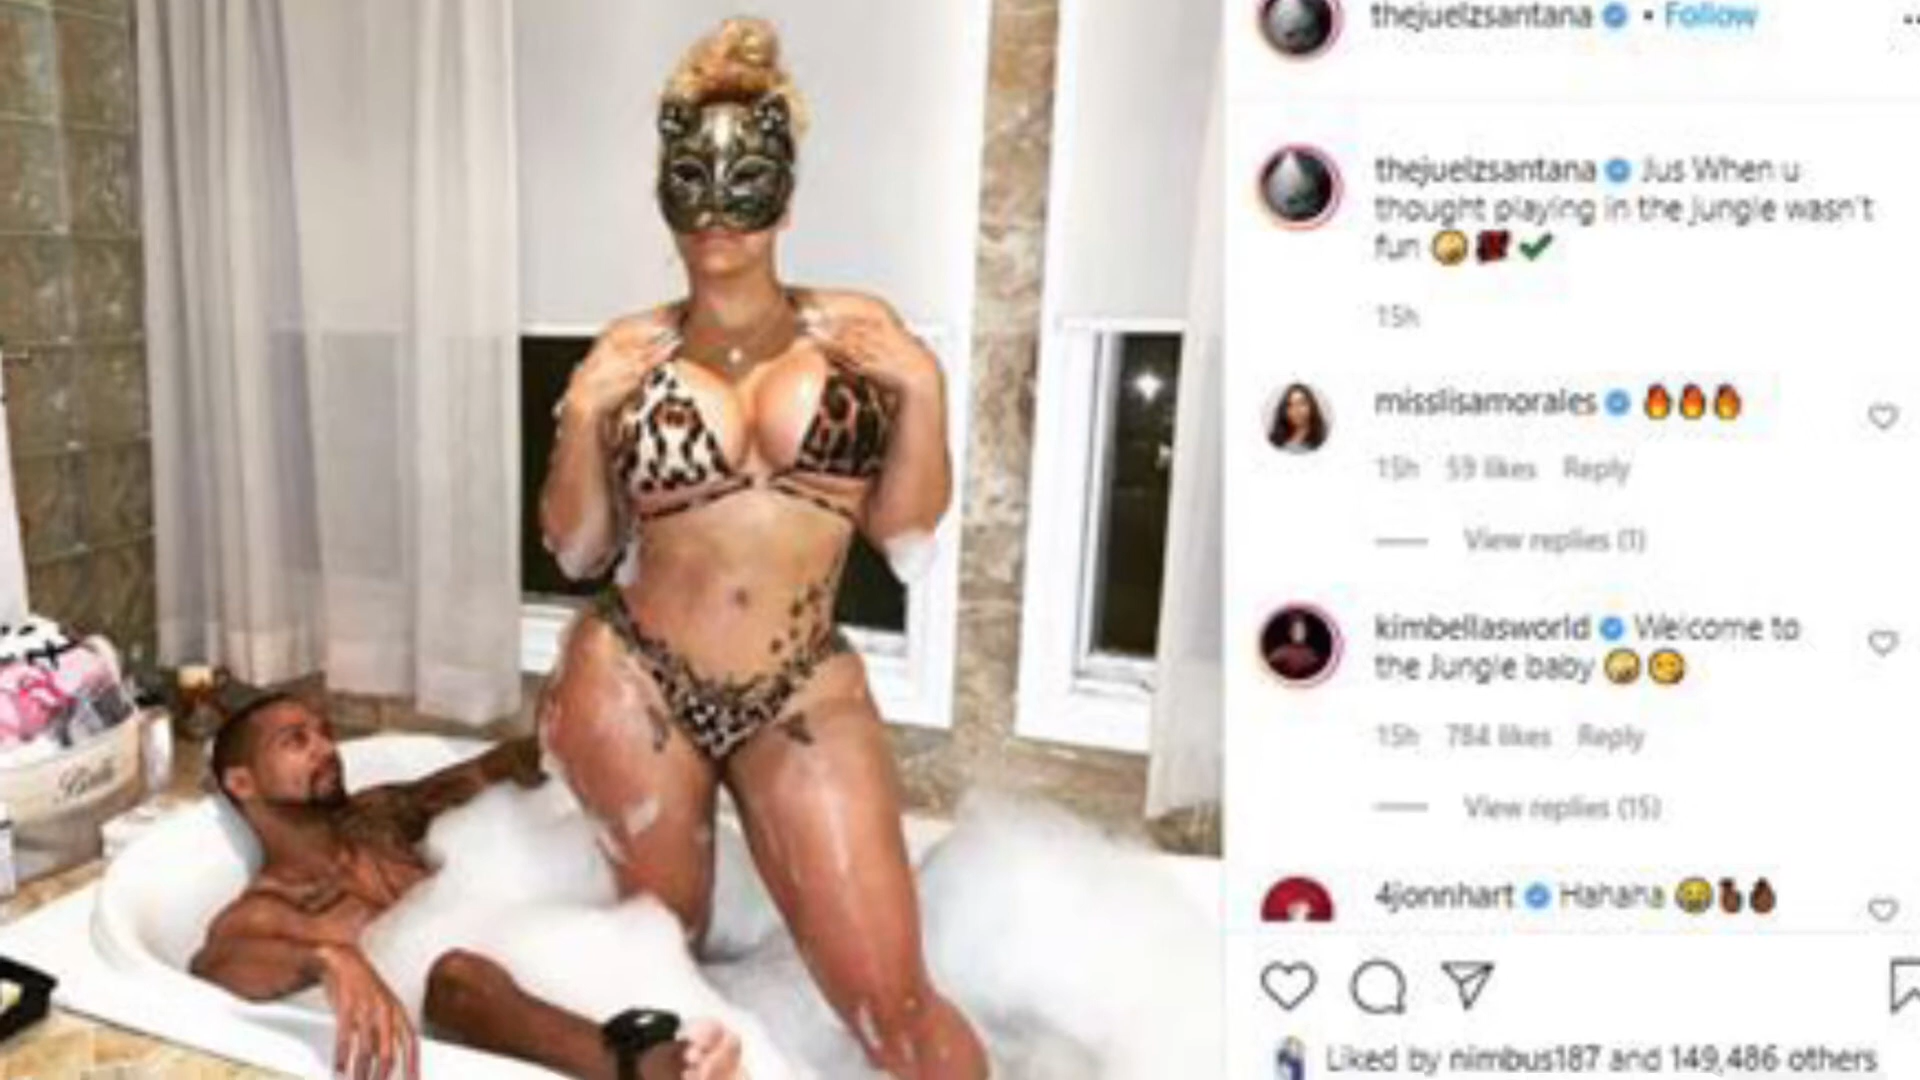 thejuelzsantana • Follow
thejuelzsantana Jus When u
thought playing in the jungle wasn't
fun
15h
misslisamorales
15h 59 likes Reply
View replies (1)
kimbellasworld Welcome to
the Jungle baby
15h 784 likes Reply
View replies (15)
4jonnhart Hahaha
Liked by nimbus187 and 149,486 others